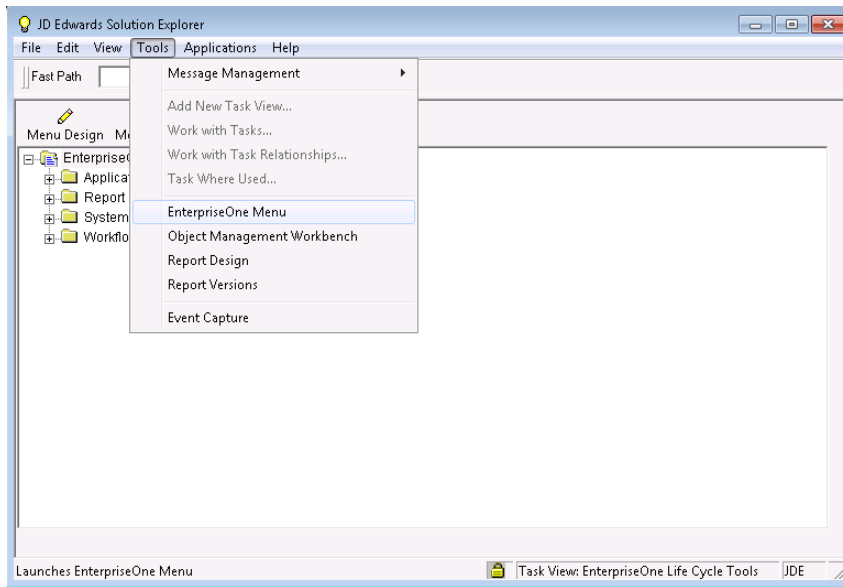 JD Edwards Solution Explorer
File Edit View Tools Applications Help
Fast Path
Message Management
Add New Task View...
Work with Tasks...
Work with Task Relationships...
Task Where Used...
EnterpriseOne Menu
Object Management Workbench
Report Design
Report Versions
Event Capture
Menu Design
Report
System
Launches EnterpriseOne Menu
Task View: EnterpriseOne Life Cycle Tools
JDE